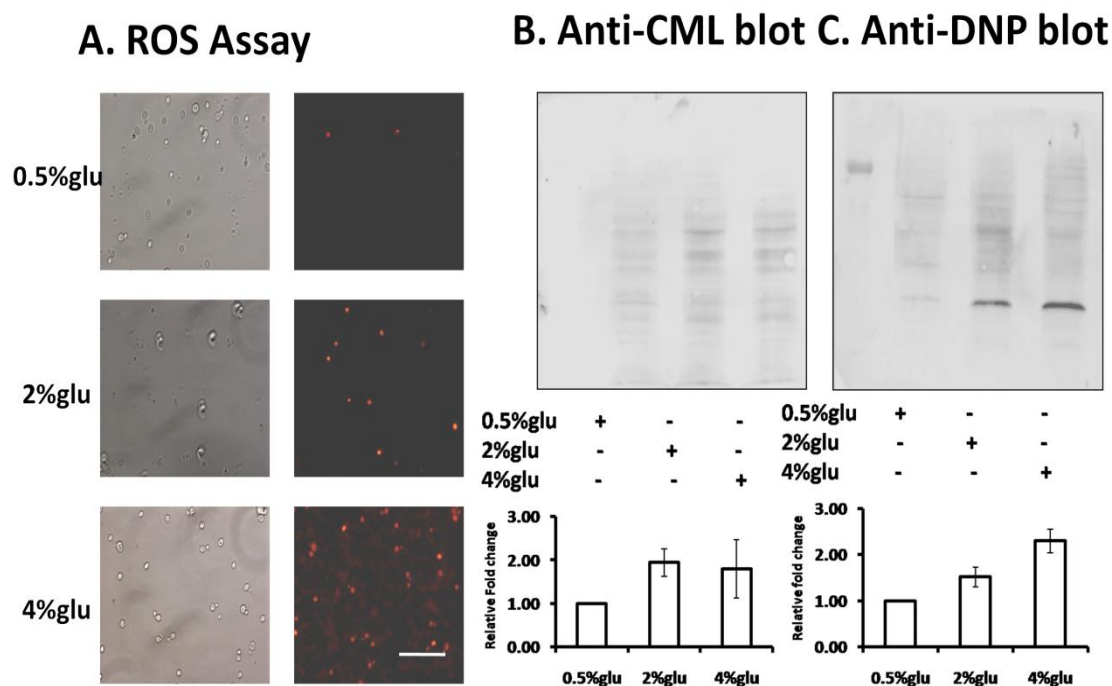 A. ROS Assay
B. Anti-CML blot
C. Anti-DNP blot
0.5%glu
2%glu
4%glu
0.5%glu + - -
2%glu - + -
4%glu - - +
Relative Fold change
3.00
2.00
1.00
0.00
0.5%glu 2%glu 4%glu
0.5%glu + - -
2%glu - + -
4%glu - - +
Relative fold change
3.00
2.00
1.00
0.00
0.5%glu 2%glu 4%glu